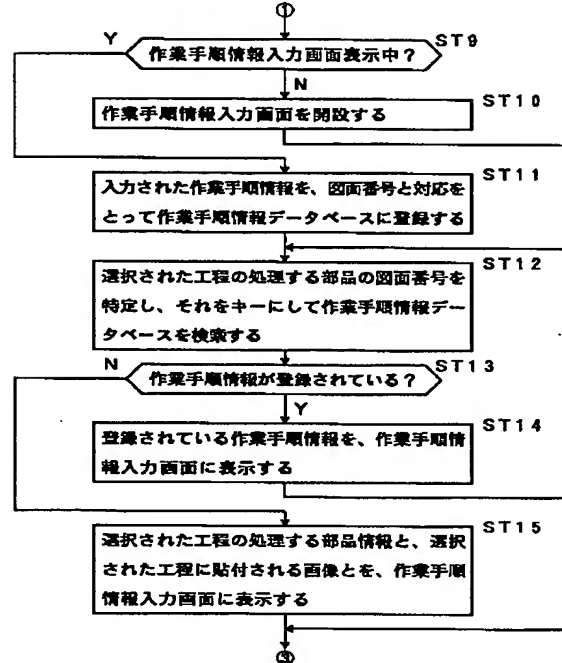 ①
Y
作業手順情報入力画面表示中？
ST9
N
ST10
作業手順情報入力画面を開設する
ST11
入力された作業手順情報を、図面番号と対応を
とって作業手順情報データベースに登録する
ST12
選択された工程の処理する部品の図面番号を
特定し、それをキーにして作業手順情報デー
タベースを検索する
N
作業手順情報が登録されている？
ST13
Y
ST14
登録されている作業手順情報を、作業手順情
報入力画面に表示する
ST15
選択された工程の処理する部品情報と、選択
された工程に貼付される画像とを、作業手順
情報入力画面に表示する
③